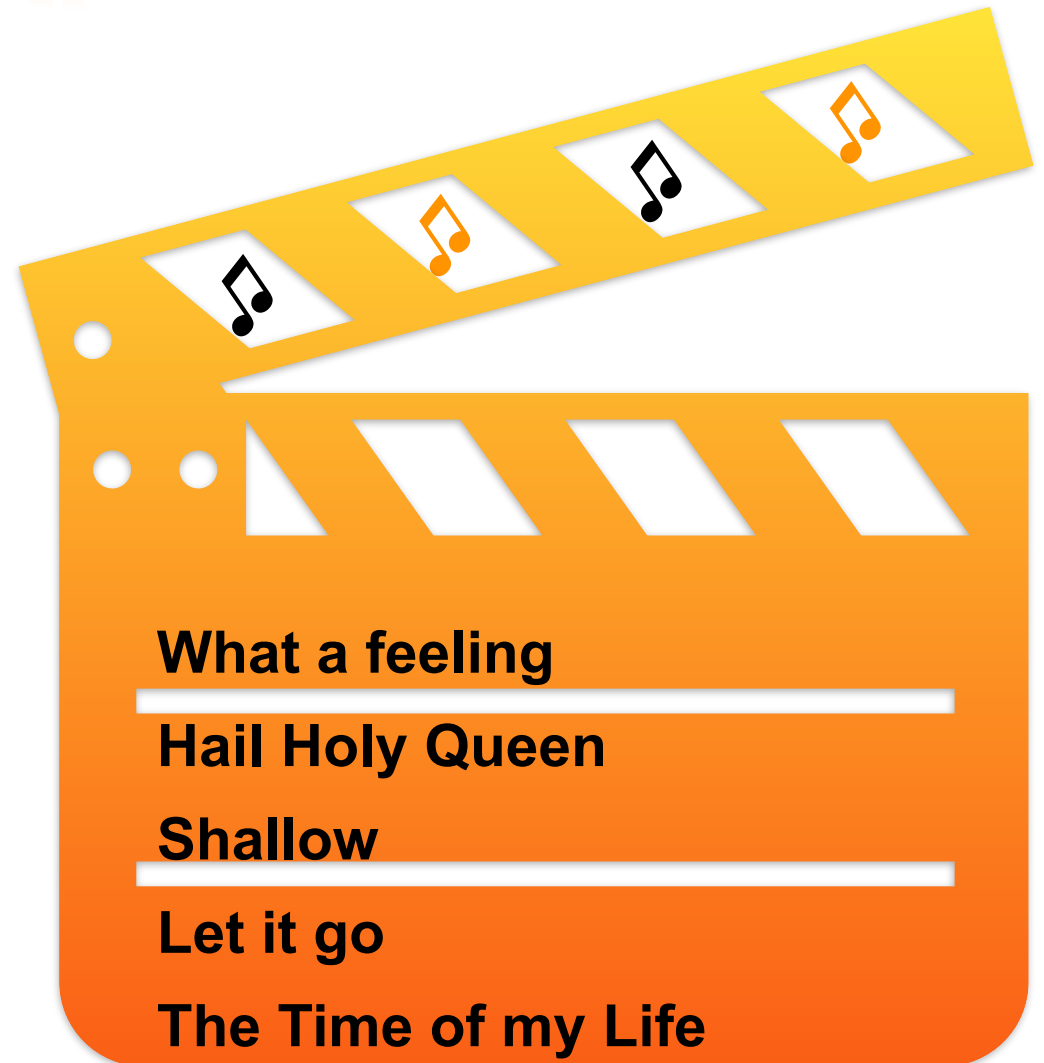 What a feeling
Hail Holy Queen
Shallow
Let it go
The Time of my Life